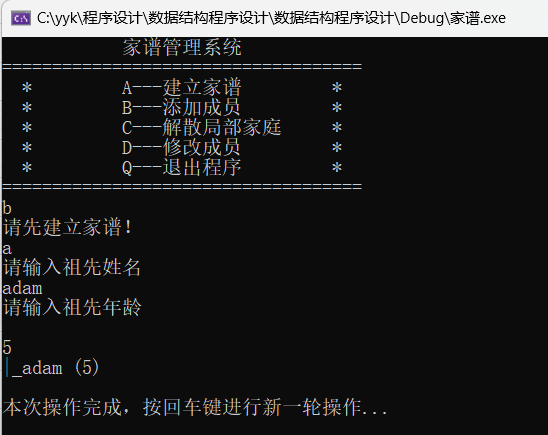 C:\yyk\程序设计\数据结构程序设计\数据结构程序设计\Debug\家谱.exe
家谱管理系统
====================================
* A---建立家谱 *
* B---添加成员 *
* C---解散局部家庭 *
* D---修改成员 *
* Q---退出程序 *
====================================
b
请先建立家谱!
a
请输入祖先姓名
adam
请输入祖先年龄
5
|_adam (5)
本次操作完成，按回车键进行新一轮操作...